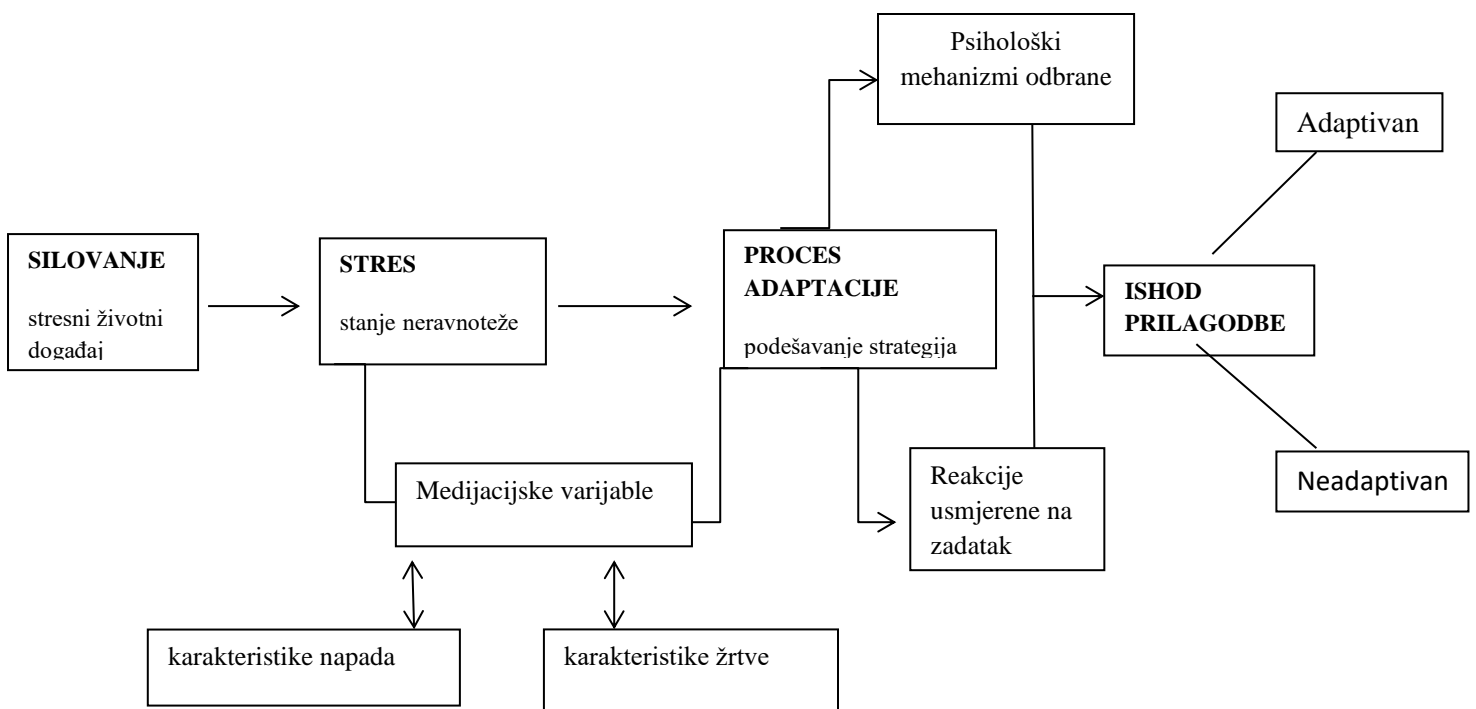 Psihološki
mehanizmi odbrane
Adaptivan
SILOVANJE
stresni životni
događaj
STRES
stanje neravnoteže
PROCES
ADAPTACIJE
podešavanje strategija
ISHOD
PRILAGODBE
Medijacijske varijable
Reakcije
usmjerene na
zadatak
Neadaptivan
karakteristike napada
karakteristike žrtve